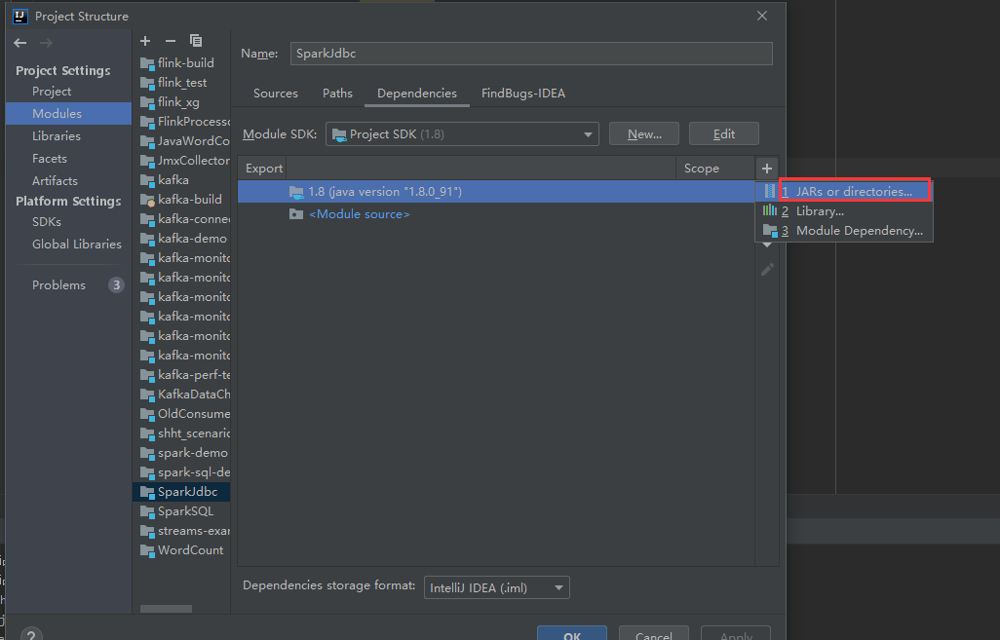 Project Structure
Project Settings
Project
Modules
Libraries
Facets
Artifacts
Platform Settings
SDKs
Global Libraries
Problems 3
flink-build
flink_test
flink_xg
FlinkProcesso
JavaWordCo
JmxCollector
kafka
kafka-build
kafka-conne
kafka-demo
kafka-monito
kafka-monito
kafka-monito
kafka-monito
kafka-monito
kafka-monito
kafka-perf-te
KafkaDataCh
OldConsume
shht_scenario
spark-demo
spark-sql-de
SparkJdbc
SparkSQL
streams-exar
WordCount
Name: SparkJdbc
Sources Paths Dependencies FindBugs-IDEA
Module SDK: Project SDK (1.8) New... Edit
Export Scope
1.8 (java version "1.8.0_91")
<Module source>
1 JARs or directories...
2 Library...
3 Module Dependency...
Dependencies storage format: IntelliJ IDEA (.iml)
? OK Cancel Apply